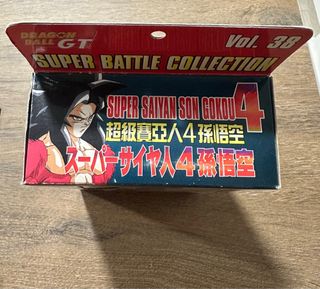 DRAGON
BALL GT
Vol. 38
SUPER BATTLE COLLECTION
SUPER SAIYAN SON GOKOU 4
超級賽亞人4孫悟空
スーパーサイヤ人4孫悟空